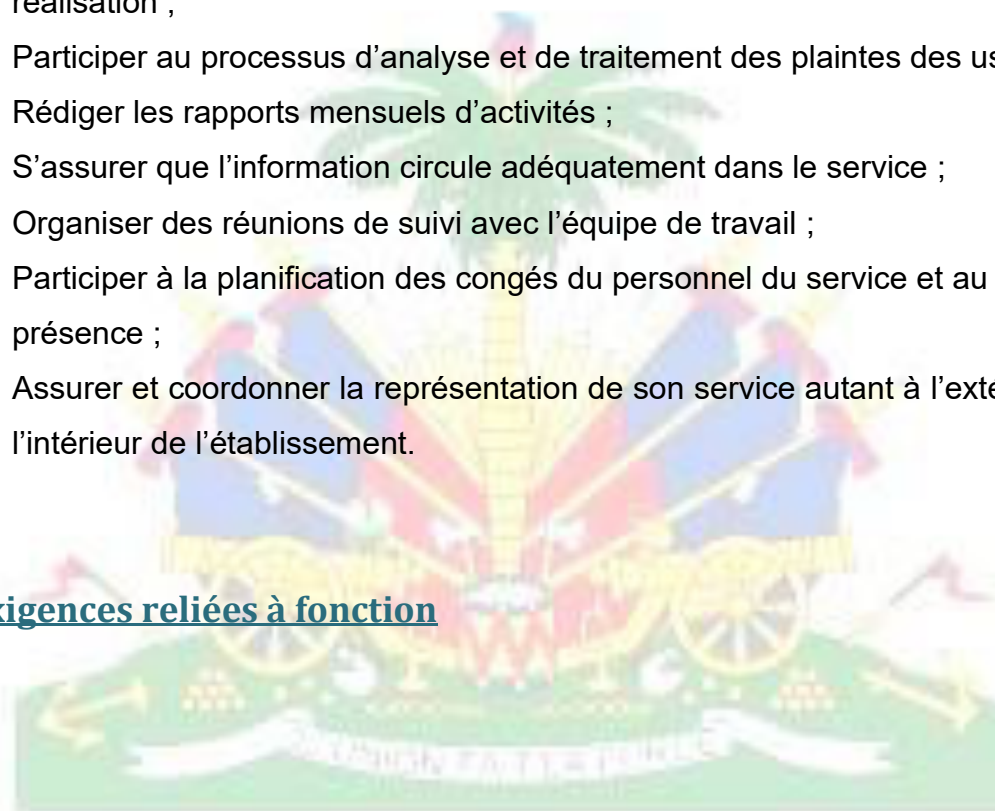 réalisation ;
Participer au processus d’analyse et de traitement des plaintes des us
Rédiger les rapports mensuels d’activités ;
S’assurer que l’information circule adéquatement dans le service ;
Organiser des réunions de suivi avec l’équipe de travail ;
Participer à la planification des congés du personnel du service et au
présence ;
Assurer et coordonner la représentation de son service autant à l’exté
l’intérieur de l’établissement.
xigences reliées à fonction